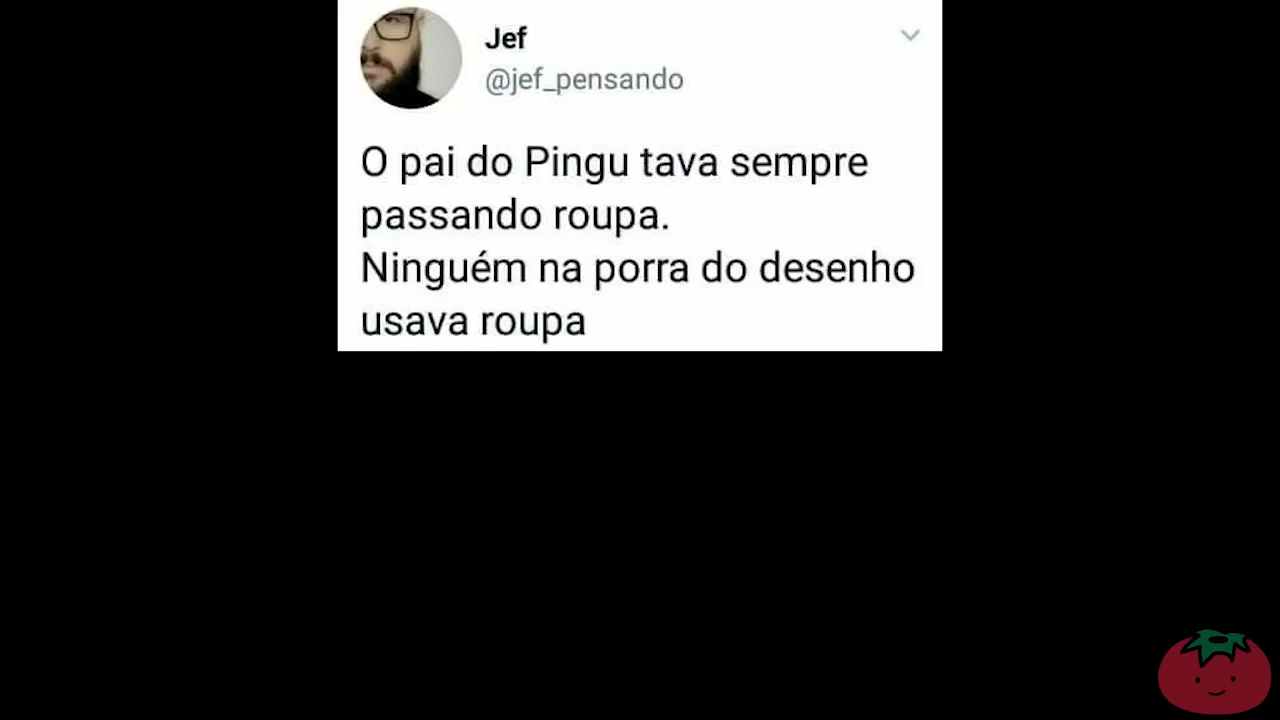 Jef
@jef_pensando
O pai do Pingu tava sempre
passando roupa.
Ninguém na porra do desenho
usava roupa